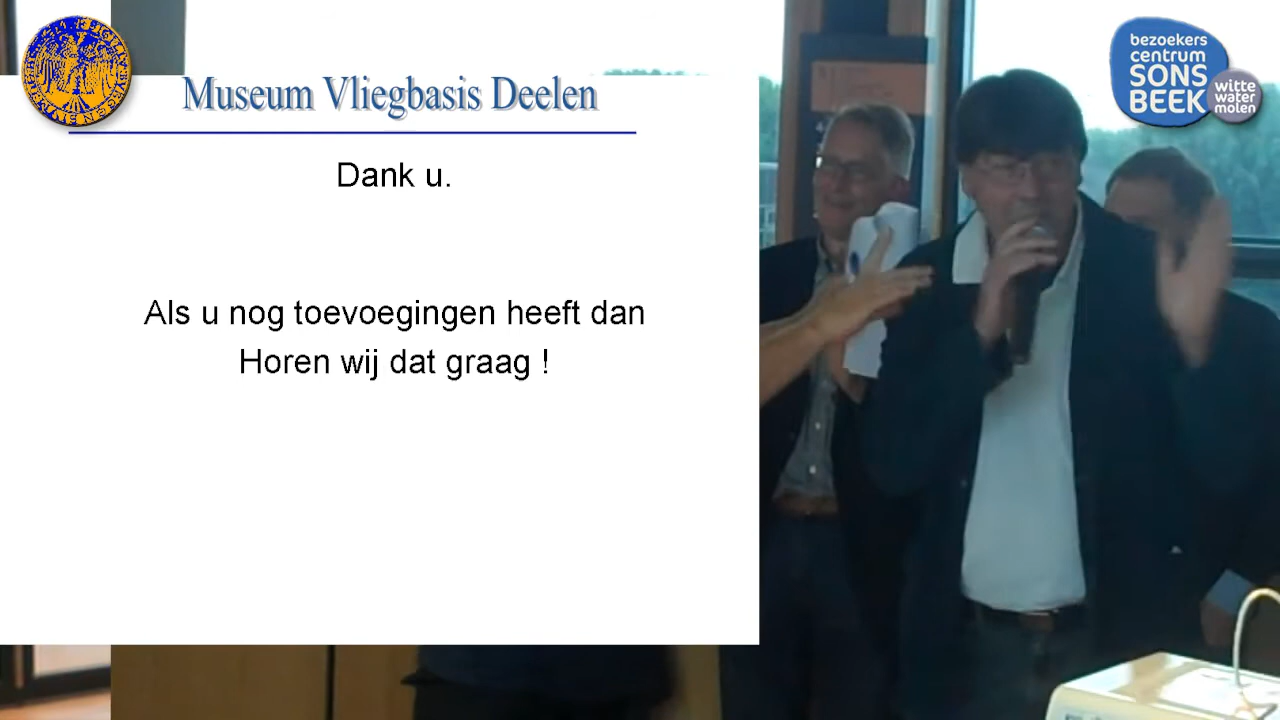 Museum Vliegbasis Deelen
Dank u.
Als u nog toevoegingen heeft dan
Horen wij dat graag !
bezoekers
centrum
SONS
BEEK
witte
water
molen